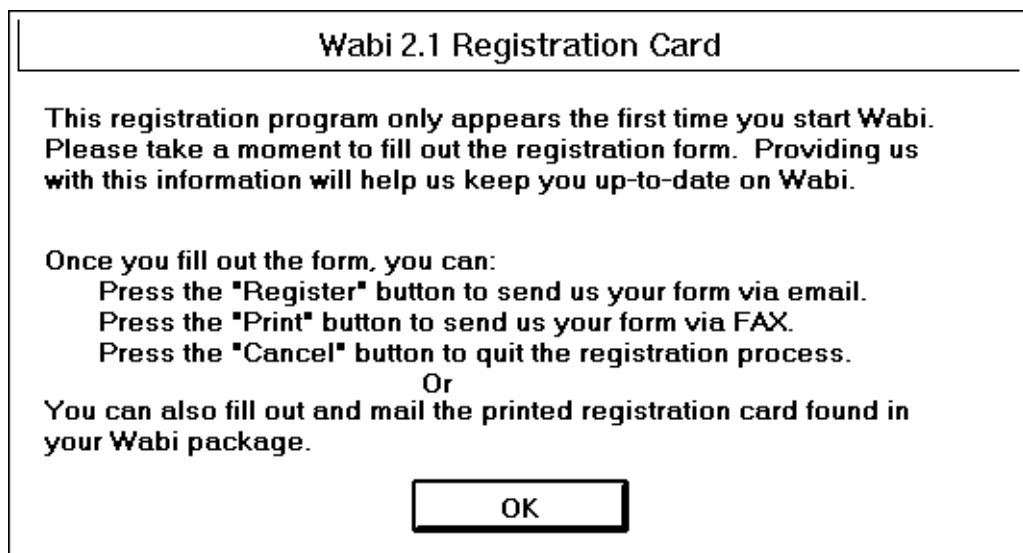 Wabi 2.1 Registration Card
This registration program only appears the first time you start Wabi.
Please take a moment to fill out the registration form.  Providing us
with this information will help us keep you up-to-date on Wabi.
Once you fill out the form, you can:
Press the "Register" button to send us your form via email.
Press the "Print" button to send us your form via FAX.
Press the "Cancel" button to quit the registration process.
Or
You can also fill out and mail the printed registration card found in
your Wabi package.
OK